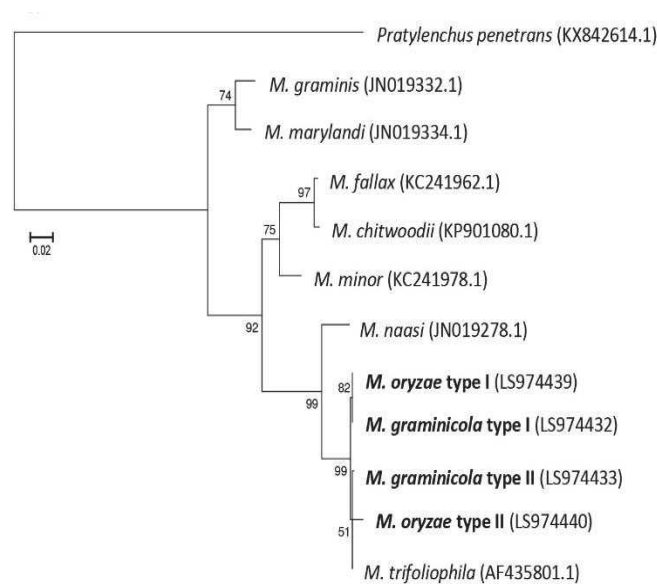 Pratylenchus penetrans (KX842614.1)
M. graminis (JN019332.1)
74
M. marylandi (JN019334.1)
M. fallax (KC241962.1)
97
M. chitwoodii (KP901080.1)
75
0.02
M. minor (KC241978.1)
92
M. naasi (JN019278.1)
M. oryzae type I (LS974439)
82
99
M. graminicola type I (LS974432)
99
M. graminicola type II (LS974433)
M. oryzae type II (LS974440)
51
M. trifoliophila (AF435801.1)